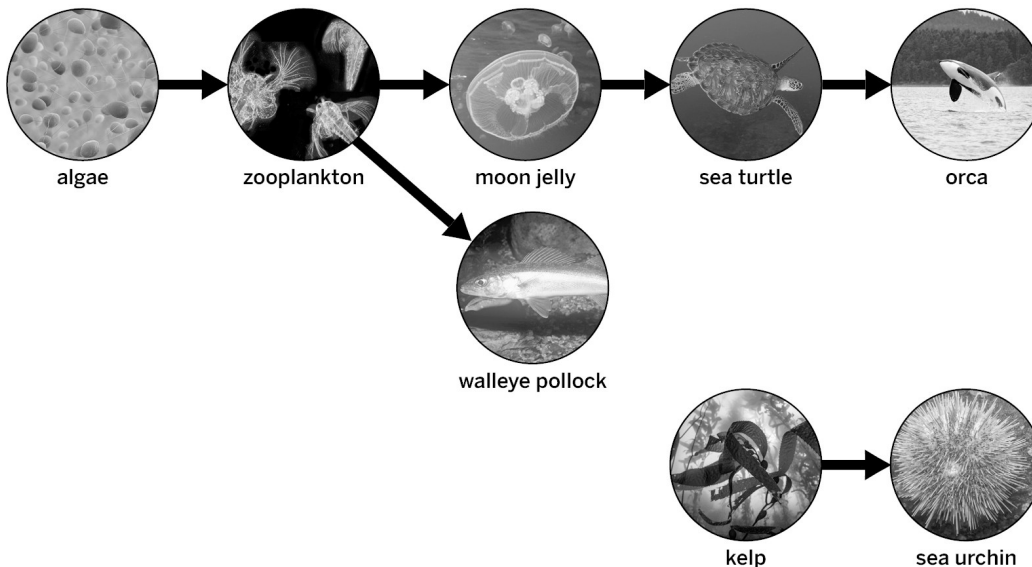 algae
zooplankton
moon jelly
sea turtle
orca
walleye pollock
kelp
sea urchin